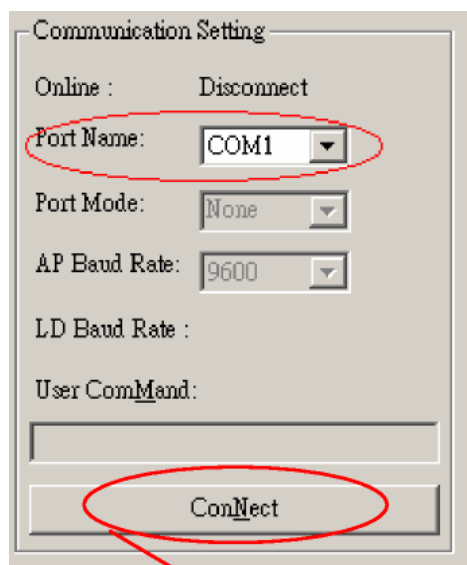 Communication Setting
Online : Disconnect
Port Name: COM1
Port Mode: None
AP Baud Rate: 9600
LD Baud Rate :
User ComMand:
ConNect